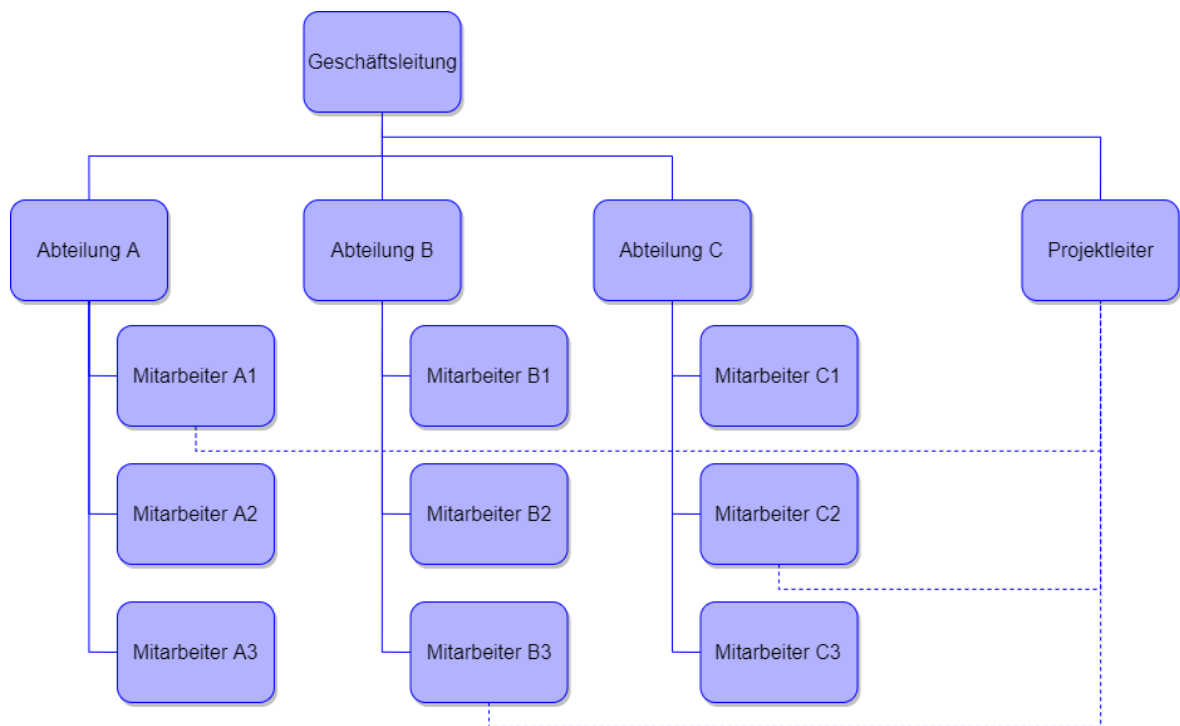 Geschäftsleitung
Abteilung A
Abteilung B
Abteilung C
Projektleiter
Mitarbeiter A1
Mitarbeiter B1
Mitarbeiter C1
Mitarbeiter A2
Mitarbeiter B2
Mitarbeiter C2
Mitarbeiter A3
Mitarbeiter B3
Mitarbeiter C3